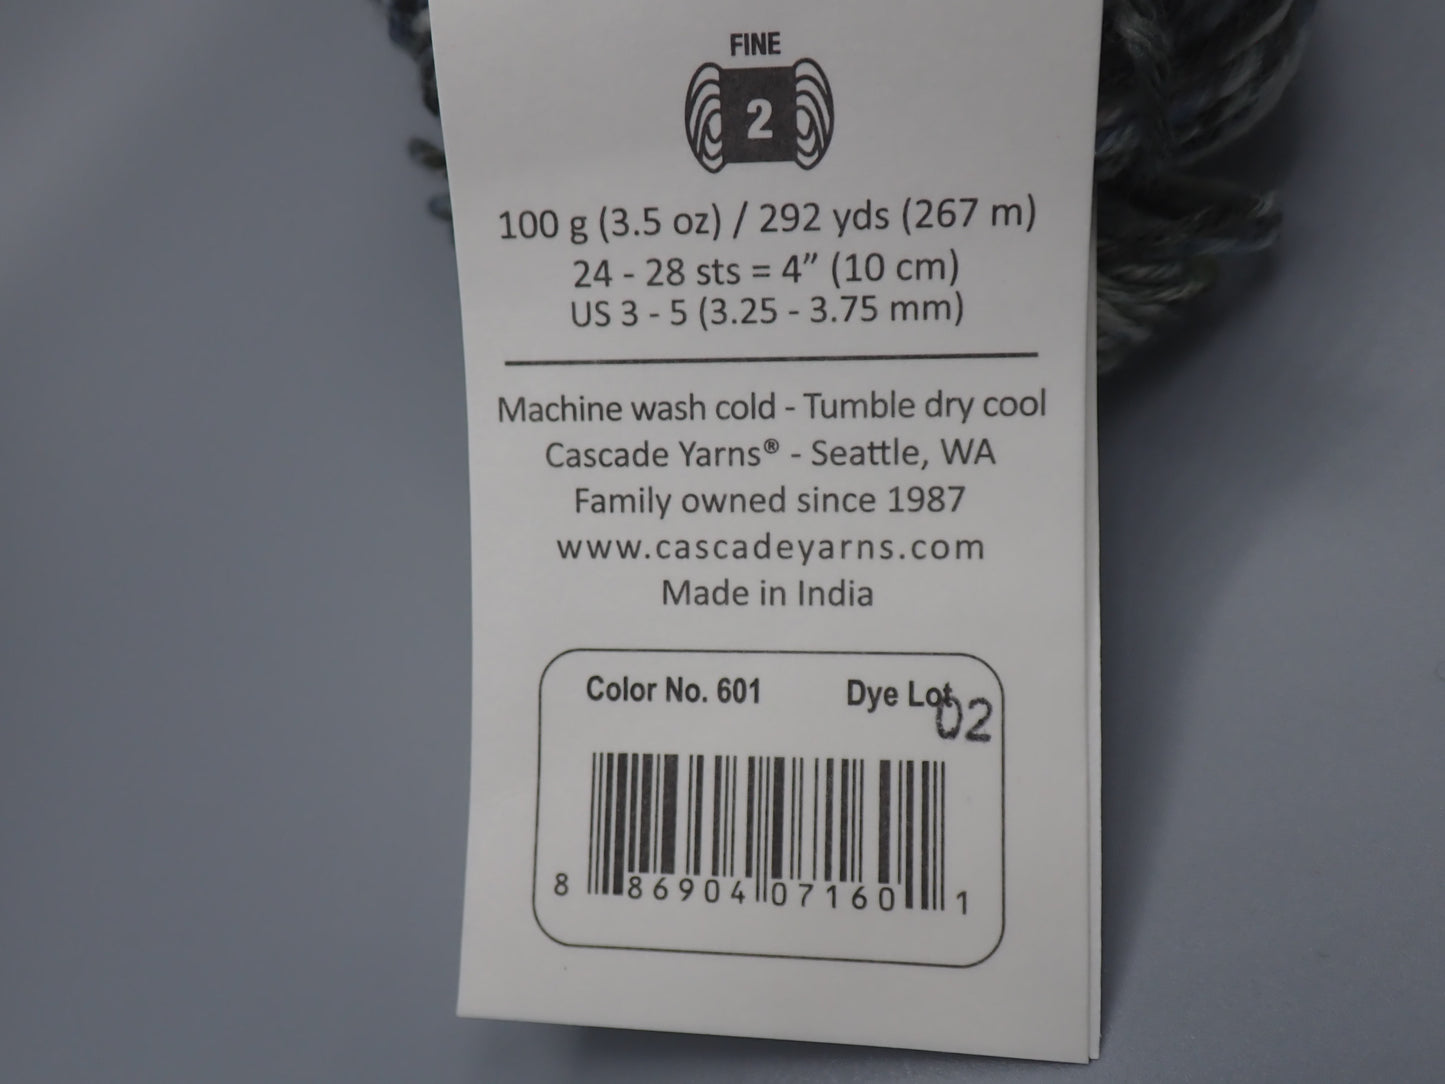 FINE
2
100 g (3.5 oz) / 292 yds (267 m)
24 - 28 sts = 4” (10 cm)
US 3 - 5 (3.25 - 3.75 mm)
Machine wash cold - Tumble dry cool
Cascade Yarns® - Seattle, WA
Family owned since 1987
www.cascadeyarns.com
Made in India
Color No. 601 Dye Lot 02
8 86904 07160 1